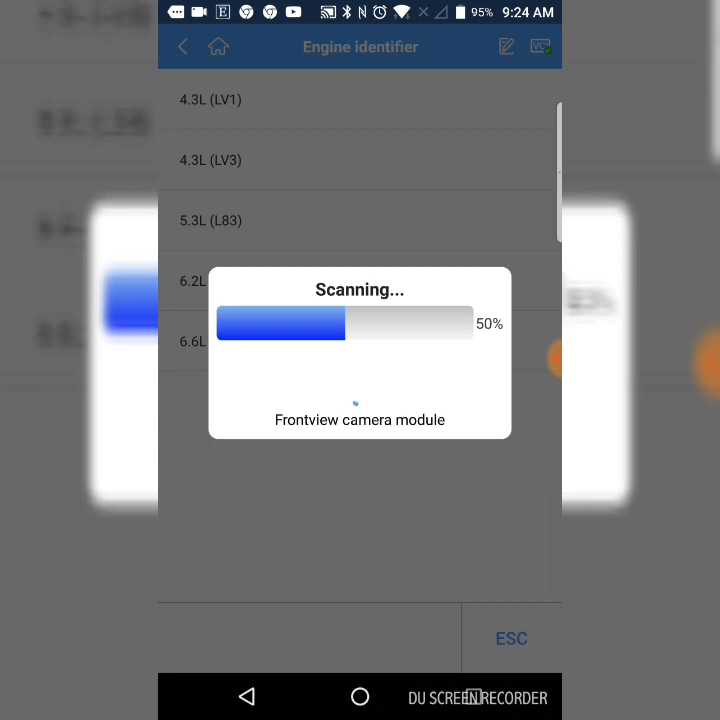 95% 9:24 AM
Engine identifier
VC
4.3L (LV1)
4.3L (LV3)
5.3L (L83)
6.2L
6.6L
Scanning...
50%
Frontview camera module
ESC
DU SCREEN RECORDER